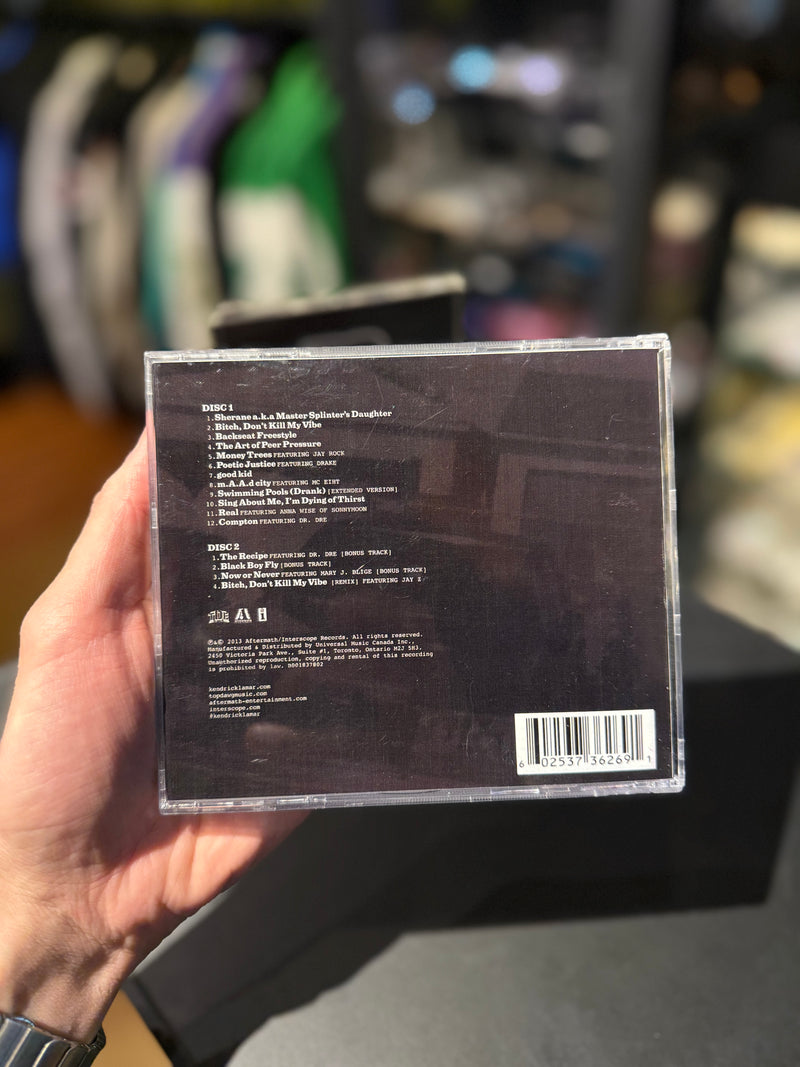 DISC 1
1. Sherane a.k.a Master Splinter's Daughter
2. Bitch, Don't Kill My Vibe
3. Backseat Freestyle
4. The Art of Peer Pressure
5. Money Trees FEATURING JAY ROCK
6. Poetic Justice FEATURING DRAKE
7. good kid
8. m.A.A.d city FEATURING MC EIHT
9. Swimming Pools (Drank) [EXTENDED VERSION]
10. Sing About Me, I'm Dying of Thirst
11. Real FEATURING ANNA WISE OF SONNYMOON
12. Compton FEATURING DR. DRE
DISC 2
1. The Recipe FEATURING DR. DRE [BONUS TRACK]
2. Black Boy Fly [BONUS TRACK]
3. Now or Never FEATURING MARY J. BLIGE [BONUS TRACK]
4. Bitch, Don't Kill My Vibe [REMIX] FEATURING JAY Z
TDE
℗&© 2013 Aftermath/Interscope Records. All rights reserved.
Manufactured & Distributed by Universal Music Canada Inc.,
2450 Victoria Park Ave., Suite #1, Toronto, Ontario M2J 5H3.
Unauthorized reproduction, copying and rental of this recording
is prohibited by law. D001837802
kendricklamar.com
topdawgmusic.com
aftermath-entertainment.com
interscope.com
#kendricklamar
6 02537 36269 1